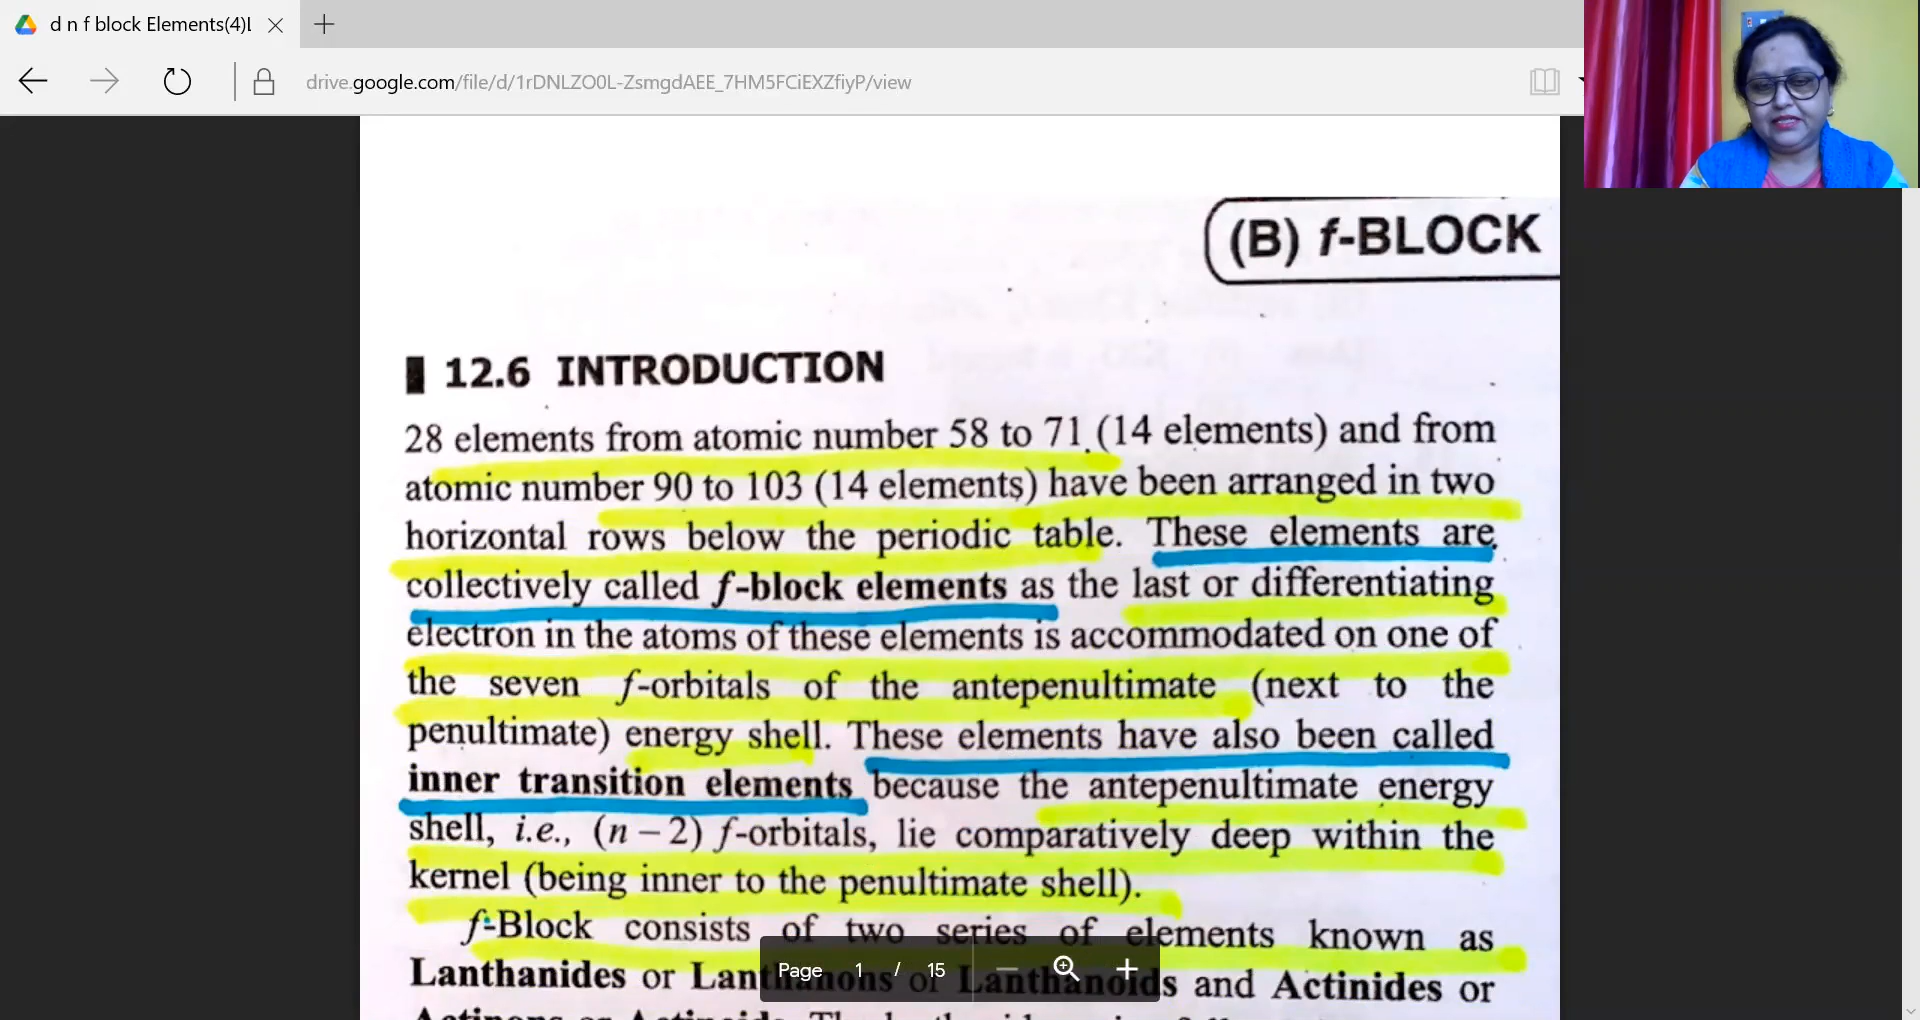 d n f block Elements(4)l
drive.google.com/file/d/1rDNLZO0L-ZsmgdAEE_7HM5FCiEXZfiyP/view
(B) f-BLOCK
12.6 INTRODUCTION
28 elements from atomic number 58 to 71 (14 elements) and from
atomic number 90 to 103 (14 elements) have been arranged in two
horizontal rows below the periodic table. These elements are
collectively called f-block elements as the last or differentiating
electron in the atoms of these elements is accommodated on one of
the seven f-orbitals of the antepenultimate (next to the
penultimate) energy shell. These elements have also been called
inner transition elements because the antepenultimate energy
shell, i.e., (n – 2) f-orbitals, lie comparatively deep within the
kernel (being inner to the penultimate shell).
f-Block consists of two series of elements known as
Lanthanides or Lanthanons or Lanthanoids and Actinides or
Page 1 / 15